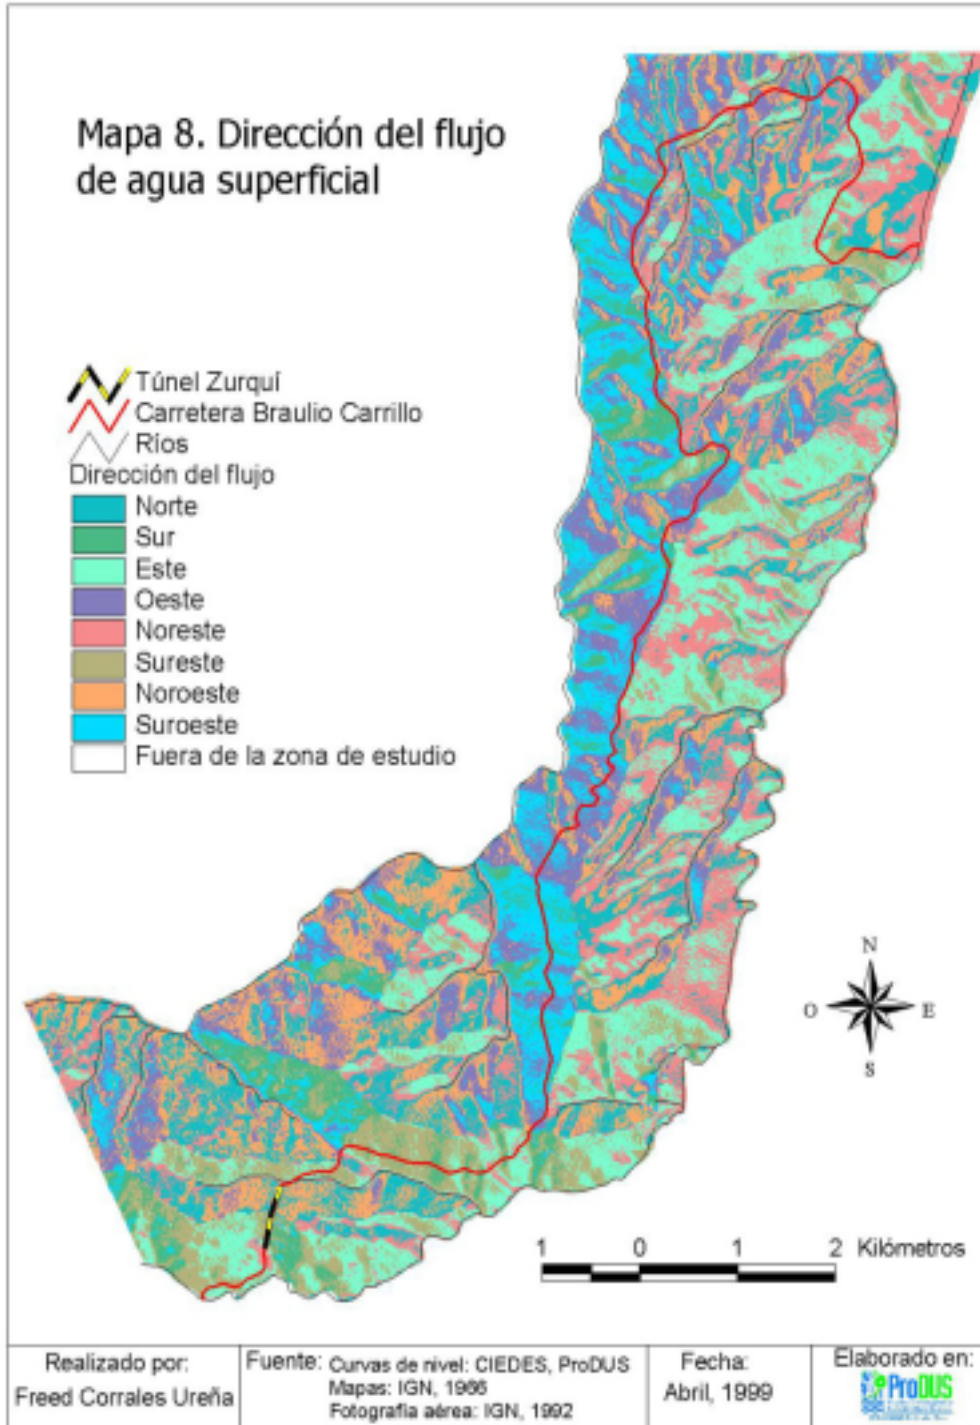 Mapa 8. Dirección del flujo
de agua superficial
Túnel Zurquí
Carretera Braulio Carrillo
Ríos
Dirección del flujo
Norte
Sur
Este
Oeste
Noreste
Sureste
Noroeste
Suroeste
Fuera de la zona de estudio
N
O
E
S
1 0 1 2 Kilómetros
Realizado por:
Freed Corrales Ureña
Fuente: Curvas de nivel: CIEDES, ProDUS
Mapas: IGN, 1966
Fotografía aérea: IGN, 1992
Fecha:
Abril, 1999
Elaborado en:
ProDUS